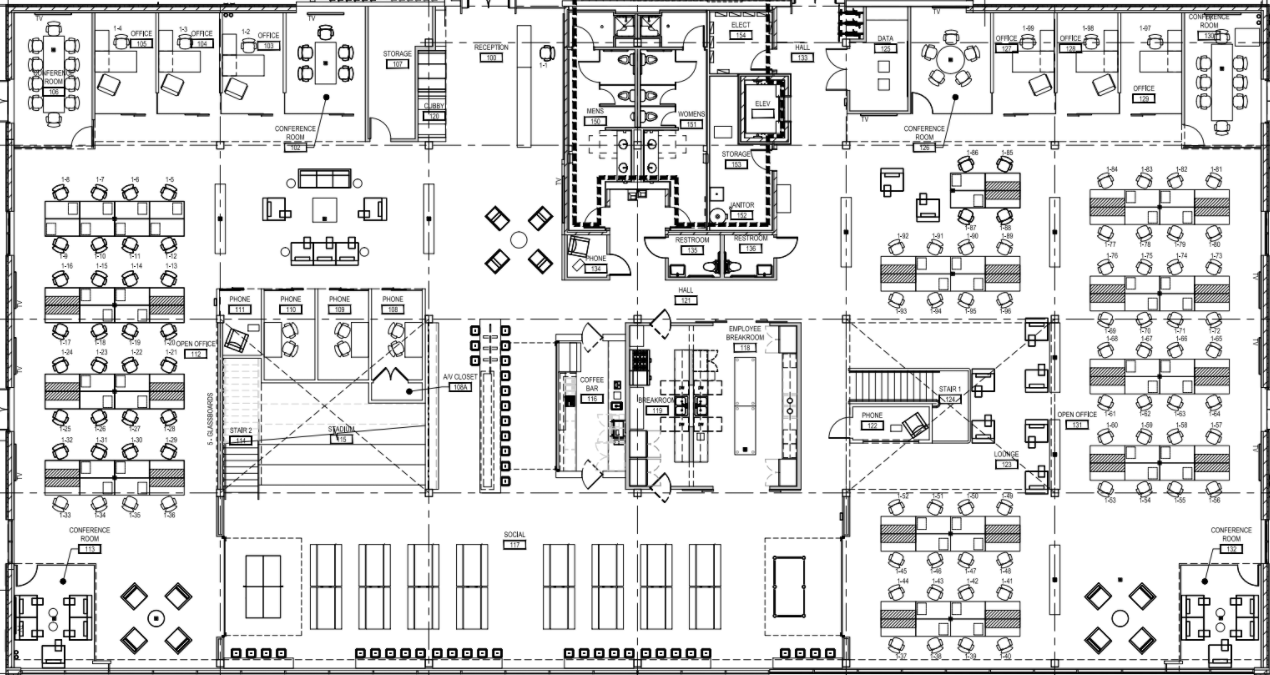 TV
1-4
OFFICE
105
1-3
OFFICE
104
1-2
OFFICE
103
TV
STORAGE
107
RECEPTION
100
1-1
ELECT
154
HALL
133
DATA
125
TV
1-99
OFFICE
127
1-98
OFFICE
128
1-97
OFFICE
129
CONFERENCE
ROOM
130
CONFERENCE
ROOM
106
CUBBY
120
MENS
150
WOMENS
151
ELEV
TV
CONFERENCE
ROOM
102
CONFERENCE
ROOM
126
STORAGE
153
JANITOR
152
1-8
1-7
1-6
1-5
1-86
1-85
1-84
1-83
1-82
1-81
TV
1-9
1-10
1-11
1-12
RESTROOM
135
RESTROOM
136
1-87
1-88
1-92
1-91
1-90
1-89
1-77
1-78
1-79
1-80
PHONE
134
1-16
1-15
1-14
1-13
1-76
1-75
1-74
1-73
TV
HALL
121
PHONE
111
PHONE
110
PHONE
109
PHONE
108
1-93
1-94
1-95
1-96
TV
1-17
1-18
1-19
1-20
EMPLOYEE
BREAKROOM
118
1-69
1-70
1-71
1-72
OPEN OFFICE
112
1-24
1-23
1-22
1-21
1-68
1-67
1-66
1-65
TV
TV
A/V CLOSET
108A
COFFEE
BAR
116
BREAKROOM
119
STAIR 1
124
5 - GLASSBOARDS
PHONE
122
OPEN OFFICE
131
1-25
1-26
1-27
1-28
1-61
1-62
1-63
1-64
STAIR 2
114
STADIUM
115
1-32
1-31
1-30
1-29
1-60
1-59
1-58
1-57
LOUNGE
123
TV
TV
1-33
1-34
1-35
1-36
1-52
1-51
1-50
1-49
1-53
1-54
1-55
1-56
CONFERENCE
ROOM
113
SOCIAL
117
CONFERENCE
ROOM
132
1-45
1-46
1-47
1-48
1-44
1-43
1-42
1-41
1-37
1-38
1-39
1-40